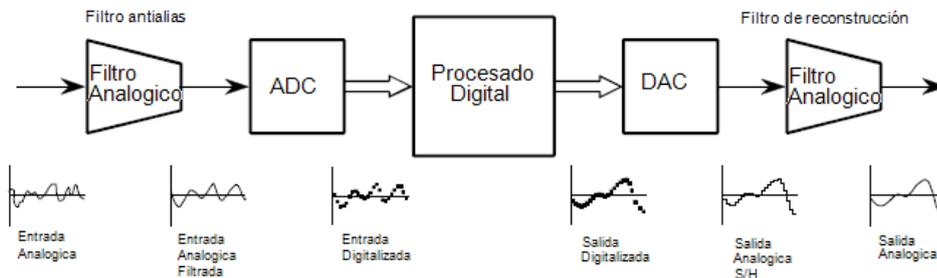 Filtro antialias
Filtro de reconstrucción
Filtro
Analogico
ADC
Procesado
Digital
DAC
Filtro
Analogico
Entrada
Analogica
Entrada
Analogica
Filtrada
Entrada
Digitalizada
Salida
Digitalizada
Salida
Analogica
S/H
Salida
Analogica